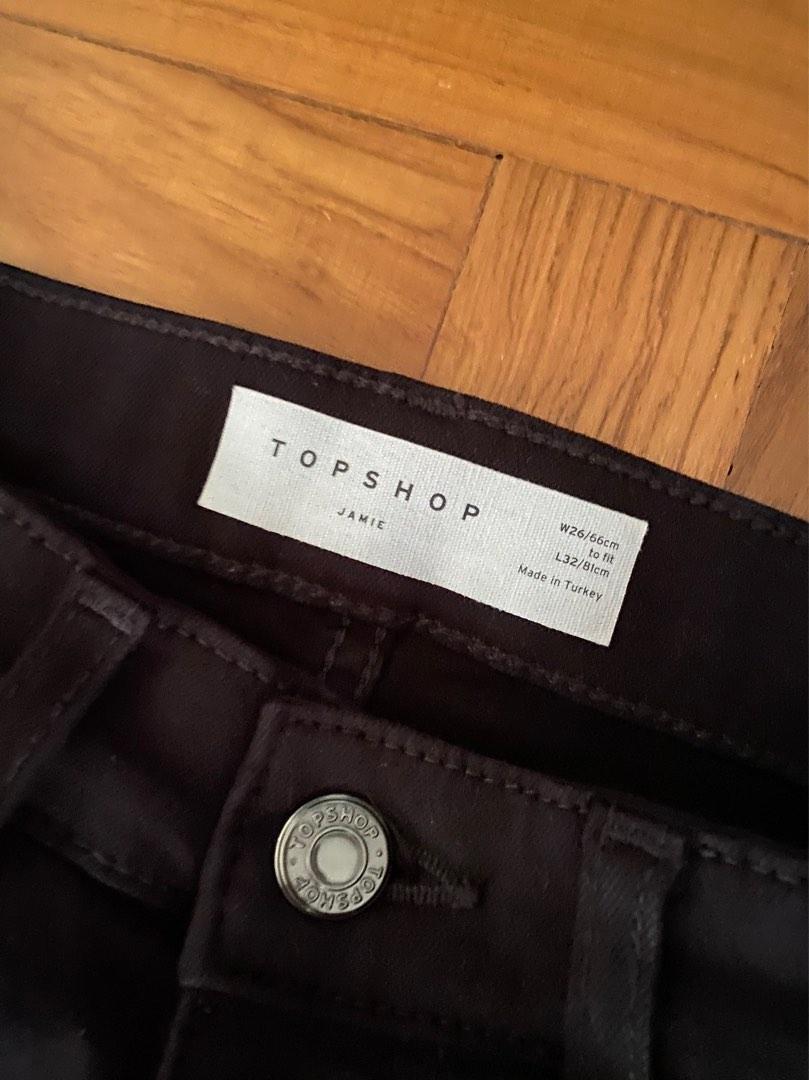 TOPSHOP
JAMIE
W26/66cm
to fit
L32/81cm
Made in Turkey
TOPSHOP • TOPSHOP •